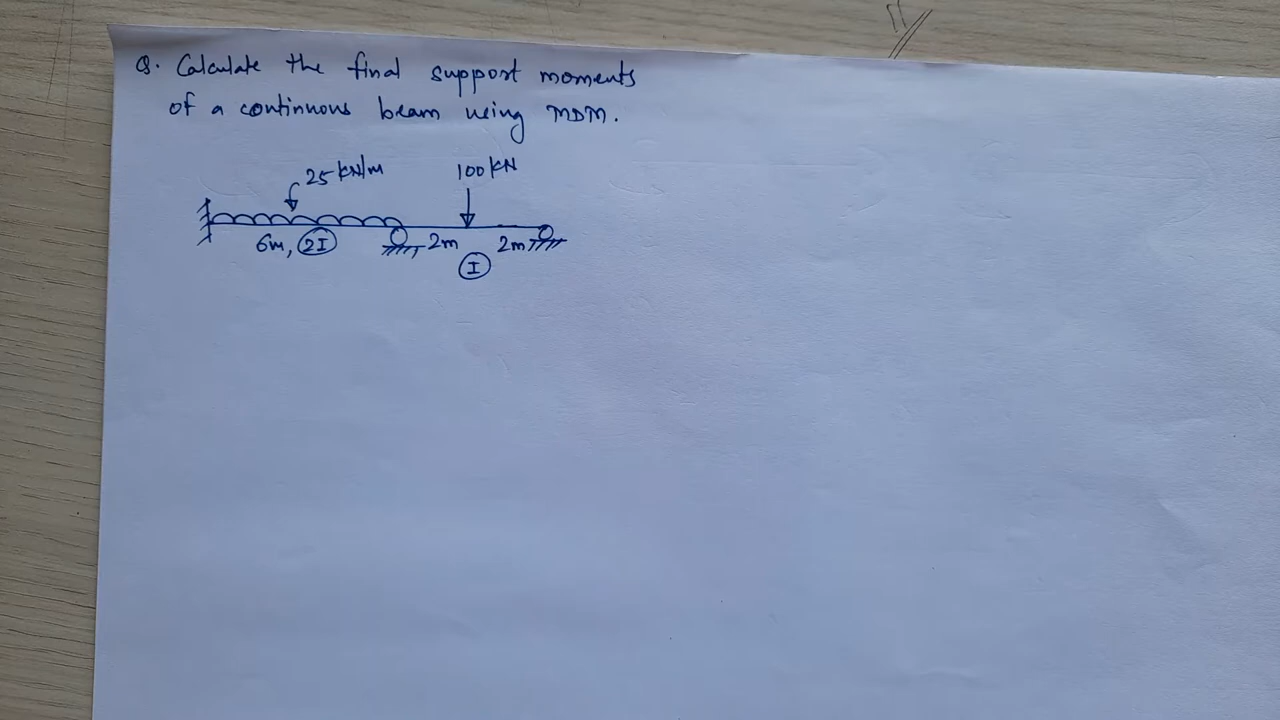 Q. Calculate the final support moments
of a continuous beam using MDM.
25 kN/m
100 kN
6m, 2I
2m
2m
I